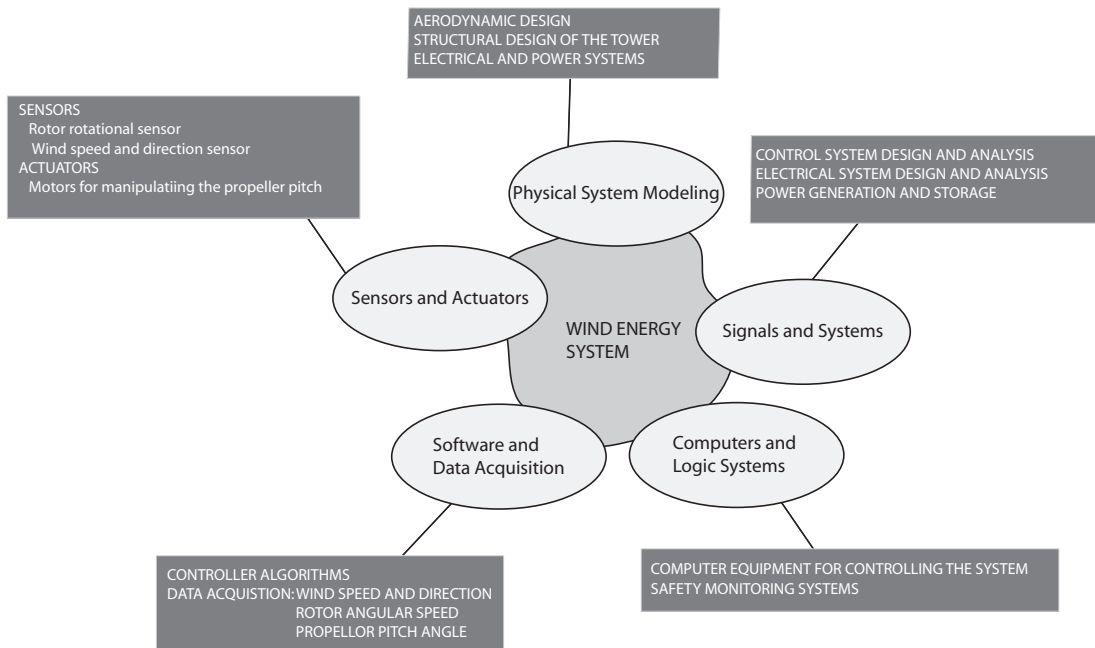 AERODYNAMIC DESIGN
STRUCTURAL DESIGN OF THE TOWER
ELECTRICAL AND POWER SYSTEMS
SENSORS
Rotor rotational sensor
Wind speed and direction sensor
ACTUATORS
Motors for manipulatiing the propeller pitch
CONTROL SYSTEM DESIGN AND ANALYSIS
ELECTRICAL SYSTEM DESIGN AND ANALYSIS
POWER GENERATION AND STORAGE
Physical System Modeling
Sensors and Actuators
WIND ENERGY
SYSTEM
Signals and Systems
Software and
Data Acquisition
Computers and
Logic Systems
CONTROLLER ALGORITHMS
DATA ACQUISTION: WIND SPEED AND DIRECTION
ROTOR ANGULAR SPEED
PROPELLOR PITCH ANGLE
COMPUTER EQUIPMENT FOR CONTROLLING THE SYSTEM
SAFETY MONITORING SYSTEMS